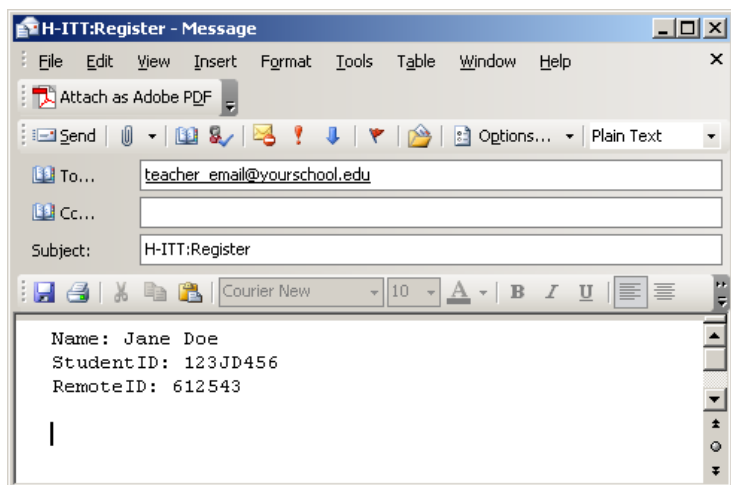 H-ITT:Register - Message
File Edit View Insert Format Tools Table Window Help
Attach as Adobe PDF
Send Options... Plain Text
To... teacher_email@yourschool.edu
Cc...
Subject: H-ITT:Register
Courier New 10 A B I U
Name: Jane Doe
StudentID: 123JD456
RemoteID: 612543